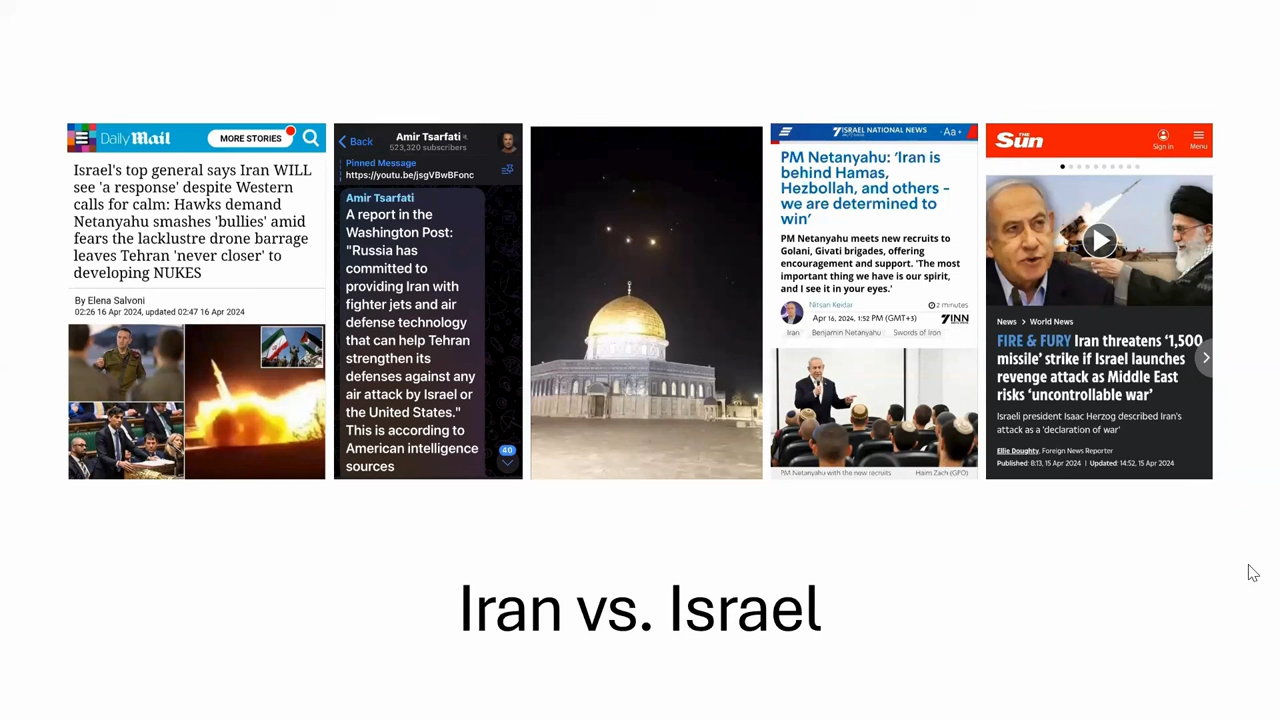 Daily Mail
MORE STORIES
Israel's top general says Iran WILL
see 'a response' despite Western
calls for calm: Hawks demand
Netanyahu smashes 'bullies' amid
fears the lacklustre drone barrage
leaves Tehran 'never closer' to
developing NUKES
By Elena Salvoni
02:26 16 Apr 2024, updated 02:47 16 Apr 2024
Back
Amir Tsarfati
523,320 subscribers
Pinned Message
https://youtu.be/jsgVBwBFonc
Amir Tsarfati
A report in the
Washington Post:
"Russia has
committed to
providing Iran with
fighter jets and air
defense technology
that can help Tehran
strengthen its
defenses against any
air attack by Israel or
the United States."
This is according to
American intelligence
sources
40
ISRAEL NATIONAL NEWS
-Aa+
PM Netanyahu: 'Iran is
behind Hamas,
Hezbollah, and others –
we are determined to
win'
PM Netanyahu meets new recruits to
Golani, Givati brigades, offering
encouragement and support. 'The most
important thing we have is our spirit,
and I see it in your eyes.'
Nitsan Keidar
2 minutes
Apr 16, 2024, 1:52 PM (GMT+3)
INN
Iran Benjamin Netanyahu Swords of Iron
PM Netanyahu with the new recruits Haim Zach (GPO)
THE Sun
Sign in
Menu
News > World News
FIRE & FURY Iran threatens '1,500
missile' strike if Israel launches
revenge attack as Middle East
risks 'uncontrollable war'
Israeli president Isaac Herzog described Iran's
attack as a 'declaration of war'
Ellie Doughty, Foreign News Reporter
Published: 8:13, 15 Apr 2024 | Updated: 14:52, 15 Apr 2024
Iran vs. Israel